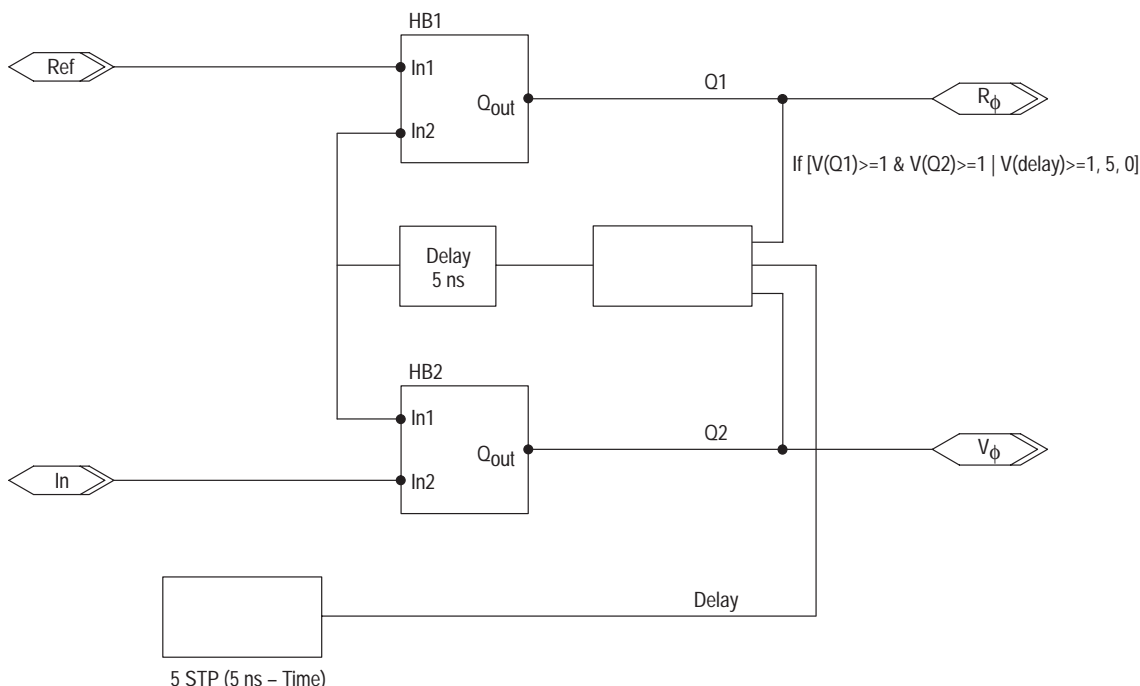 HB1
Ref
In1
Q1
Qout
Rϕ
In2
If [V(Q1)>=1 & V(Q2)>=1 | V(delay)>=1, 5, 0]
Delay
5 ns
HB2
In1
Q2
Qout
Vϕ
In
In2
Delay
5 STP (5 ns – Time)